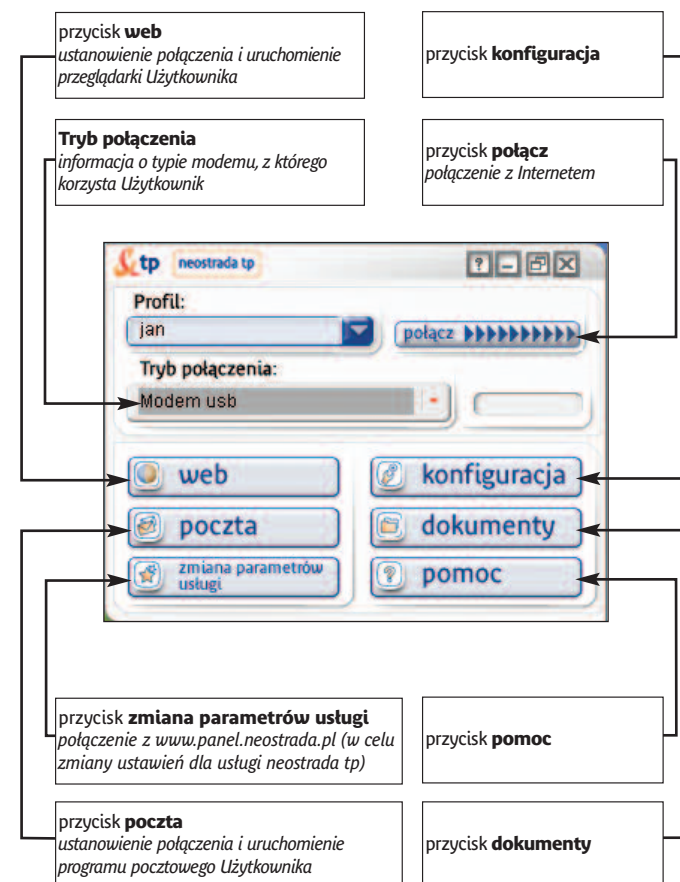 przycisk web
ustanowienie połączenia i uruchomienie
przeglądarki Użytkownika
przycisk konfiguracja
Tryb połączenia
informacja o typie modemu, z którego
korzysta Użytkownik
przycisk połącz
połączenie z Internetem
tp neostrada tp
Profil:
jan
połącz
Tryb połączenia:
Modem usb
web
konfiguracja
poczta
dokumenty
zmiana parametrów
usługi
pomoc
przycisk zmiana parametrów usługi
połączenie z www.panel.neostrada.pl (w celu
zmiany ustawień dla usługi neostrada tp)
przycisk pomoc
przycisk poczta
ustanowienie połączenia i uruchomienie
programu pocztowego Użytkownika
przycisk dokumenty